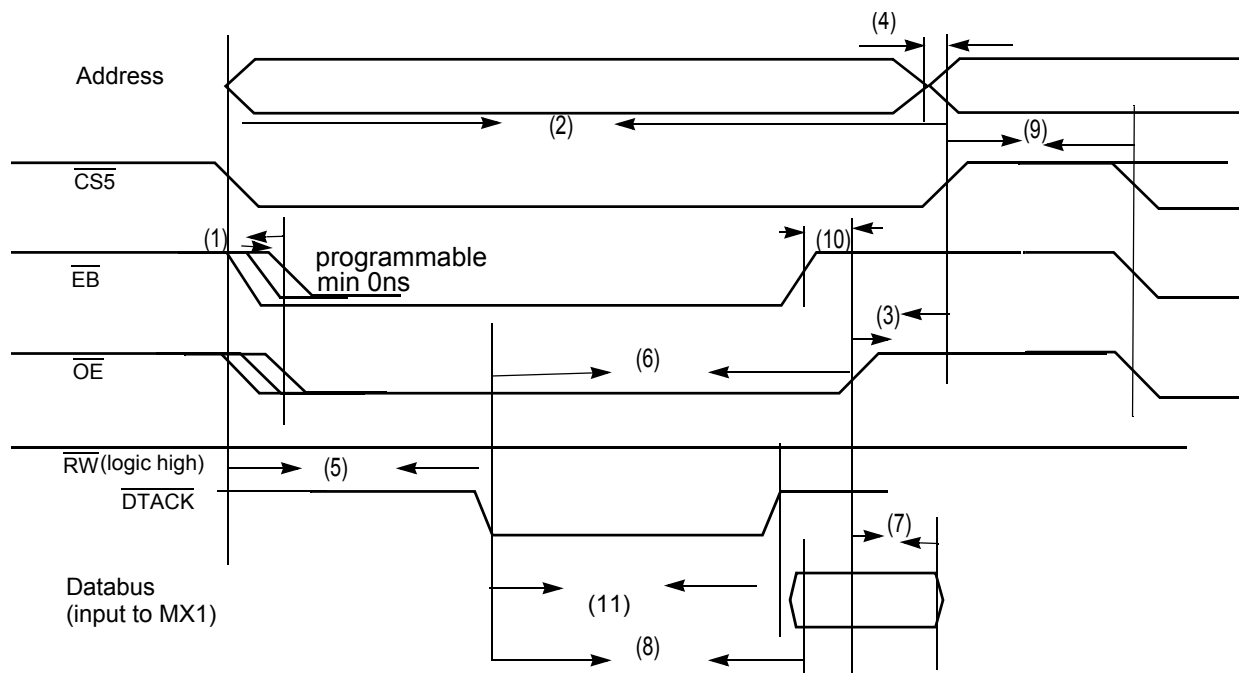 (4)
Address
(2)
(9)
CS5
(1)
(10)
programmable
min 0ns
EB
(3)
(6)
OE
RW(logic high)
(5)
DTACK
(7)
Databus
(input to MX1)
(11)
(8)